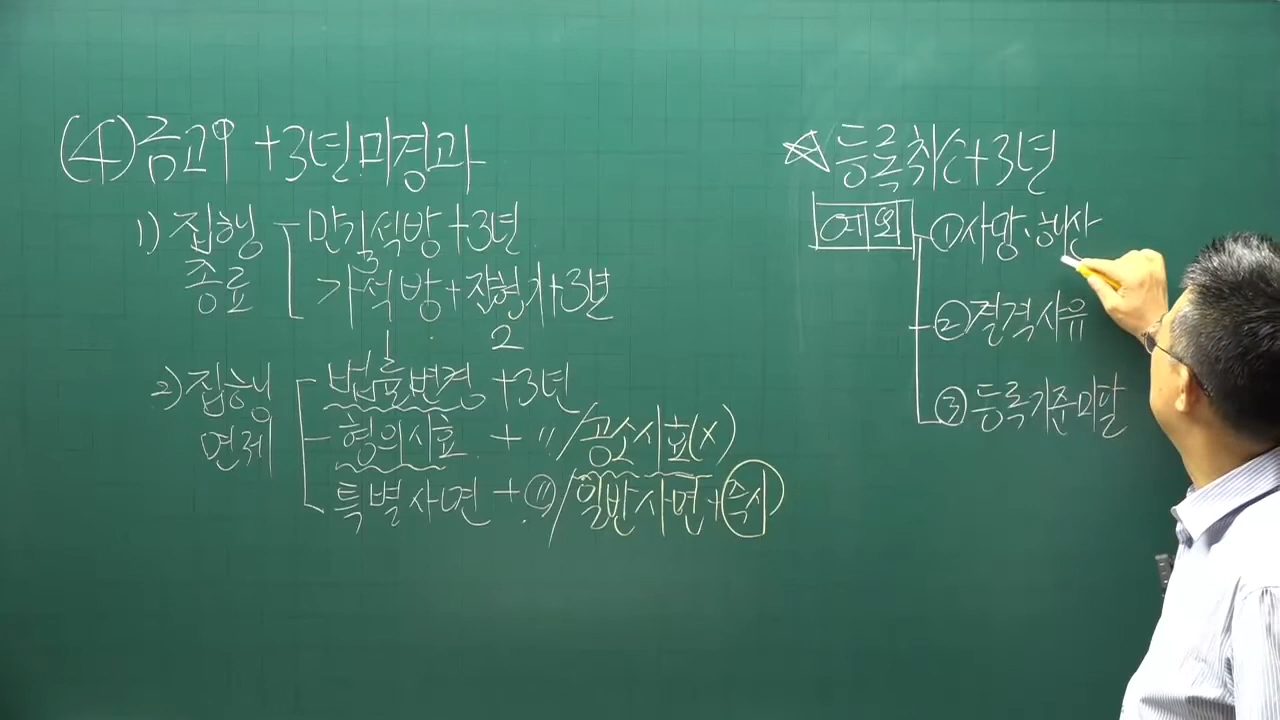 (4) 금고↑ +3년 미경과
1) 집행 종료
만기석방+3년
3
가석방+잔형기+3년
1 2
2) 집행 면제
법률변경 +3년
형의시효 + 〃/공소시효(x)
특별사면 + 〃/일반사면+즉시
☆등록취C+3년
예외
①사망·해산
②결격사유
③등록기준미달